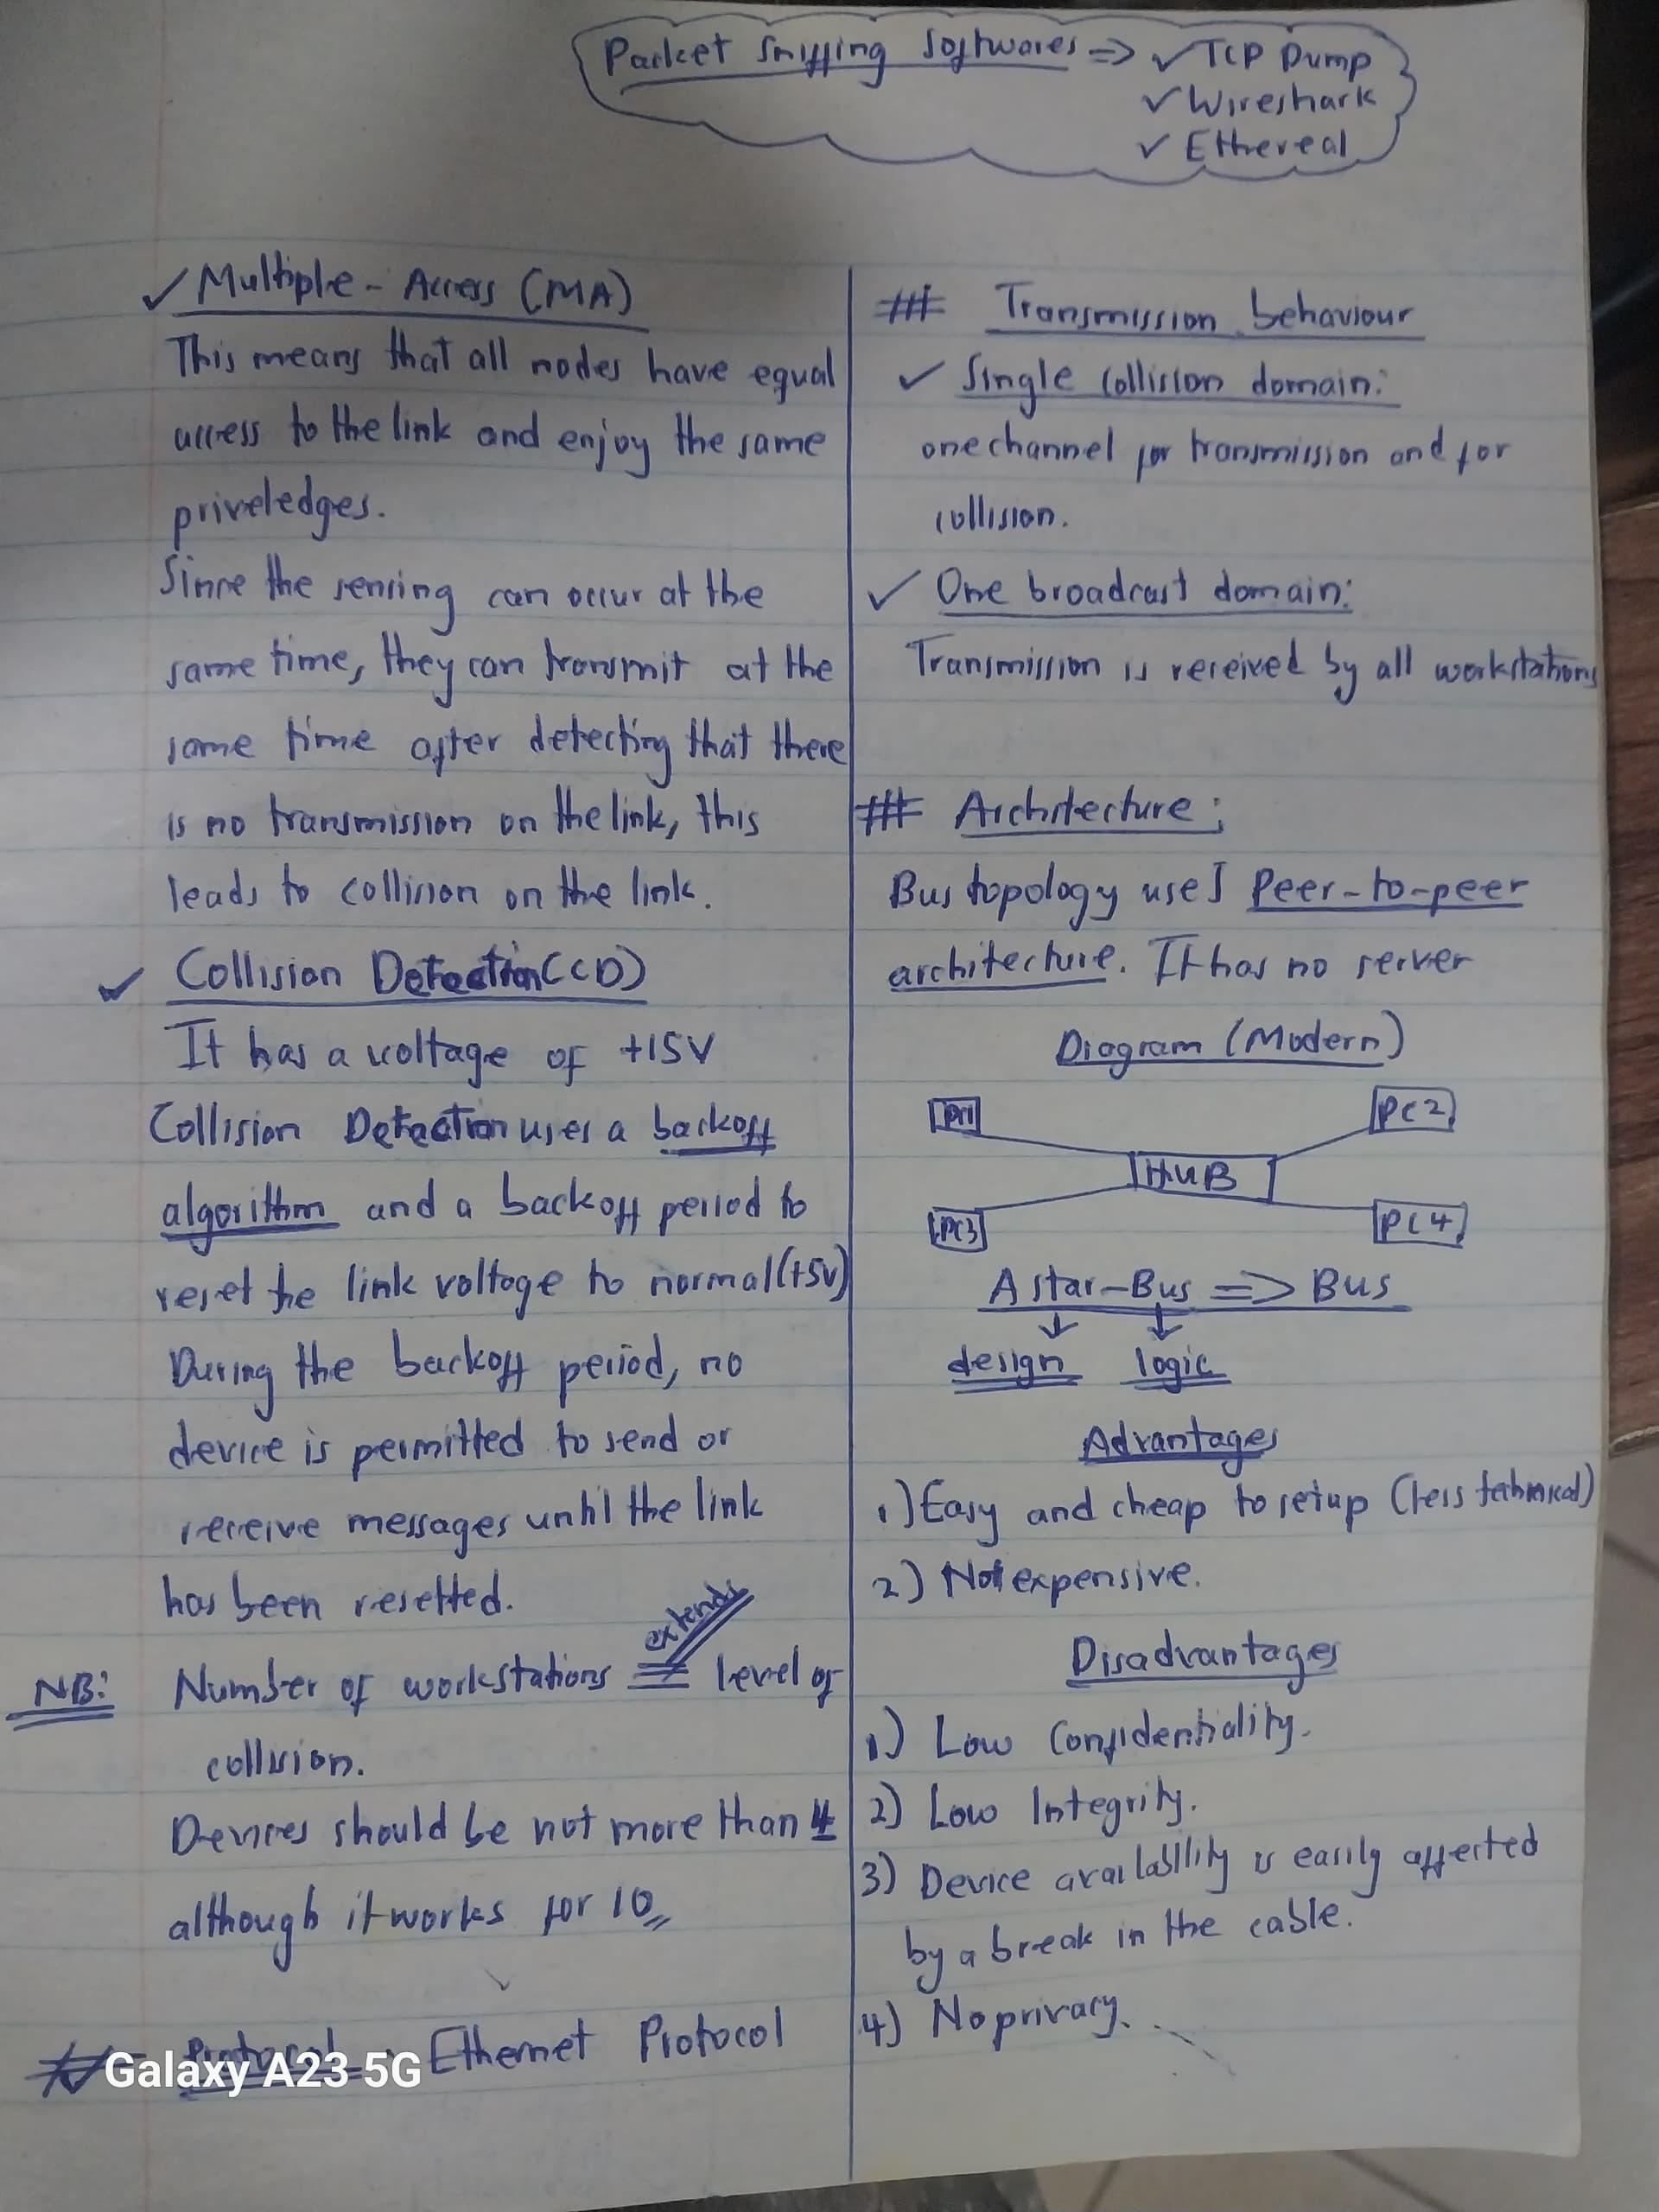 Packet Sniffing Softwares => ✓ TCP Dump
✓ Wireshark
✓ Ethereal
✓ Multiple - Access (MA)
This means that all nodes have equal
access to the link and enjoy the same
priveledges.
Since the sensing can occur at the
same time, they can transmit at the
same time after detecting that there
is no transmission on the link, this
leads to collision on the link.
✓ Collision Detection (CD)
It has a voltage of +15V
Collision Detection uses a backoff
algorithm and a backoff period to
reset the link voltage to normal (+5v)
During the backoff period, no
device is permitted to send or
receive messages until the link
has been resetted.
extends
NB: Number of workstations = level of
collision.
Devices should be not more than 4
although it works for 10
Protocol: Ethernet Protocol
Galaxy A23 5G
## Transmission behaviour
✓ Single collision domain:
one channel for transmission and for
collision.
✓ One broadcast domain:
Transmission is received by all workstations
## Architecture:
Bus topology uses Peer-to-peer
architecture. It has no server
Diagram (Modern)
PC1 PC2
HUB
PC3 PC4
A star-Bus => Bus
↓ ↓
design logic
Advantages
1) Easy and cheap to setup (less technical)
2) Not expensive.
Disadvantages
1) Low Confidentiality.
2) Low Integrity.
3) Device availability is easily affected
by a break in the cable.
4) No privacy.